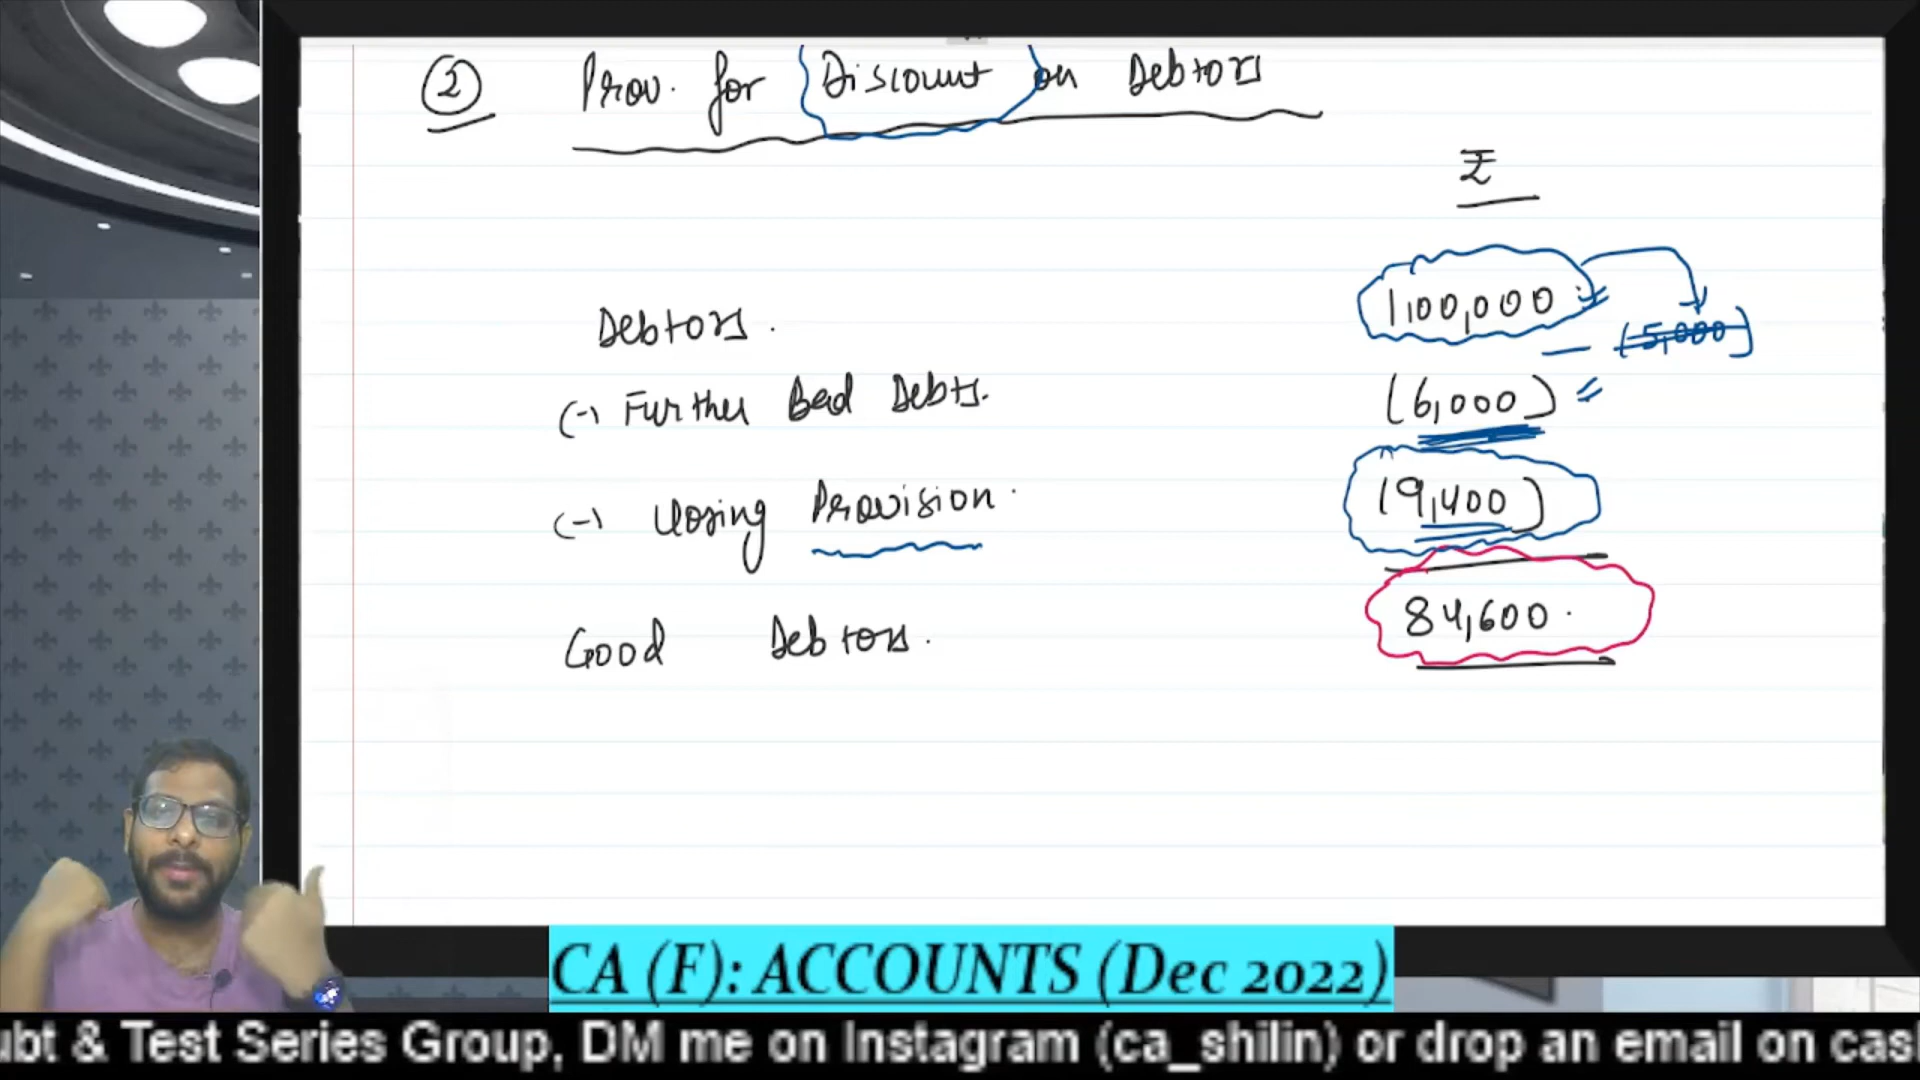 ② Prov. for Discount on Debtors
₹
Debtors. 1,00,000
(5,000)
(-) Further Bad Debts. (6,000)
(-) Closing Provision. (9,400)
Good Debtors. 84,600.
CA (F): ACCOUNTS (Dec 2022)
& Test Series Group, DM me on Instagram (ca_shilin) or drop an email on